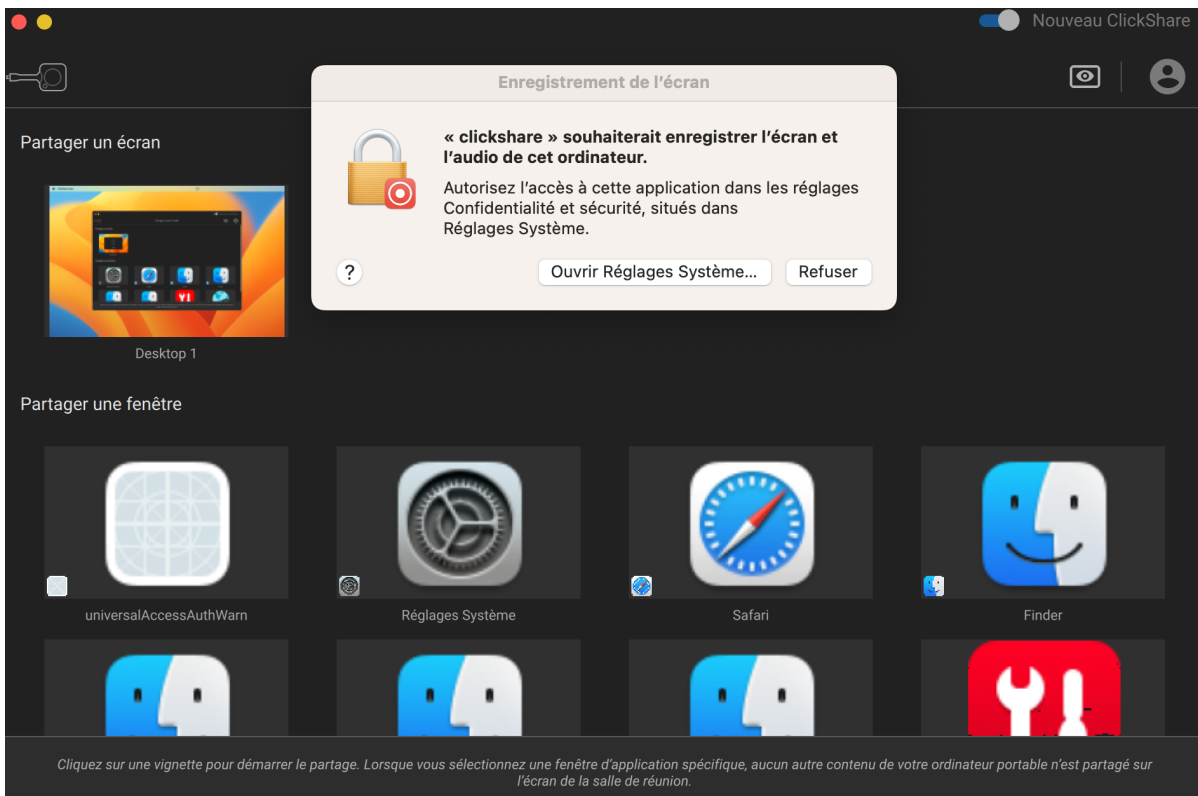 Nouveau ClickShare
Enregistrement de l'écran
« clickshare » souhaiterait enregistrer l'écran et
l'audio de cet ordinateur.
Autorisez l'accès à cette application dans les réglages
Confidentialité et sécurité, situés dans
Réglages Système.
?
Ouvrir Réglages Système...
Refuser
Partager un écran
Desktop 1
Partager une fenêtre
universalAccessAuthWarn
Réglages Système
Safari
Finder
Cliquez sur une vignette pour démarrer le partage. Lorsque vous sélectionnez une fenêtre d'application spécifique, aucun autre contenu de votre ordinateur portable n'est partagé sur
l'écran de la salle de réunion.